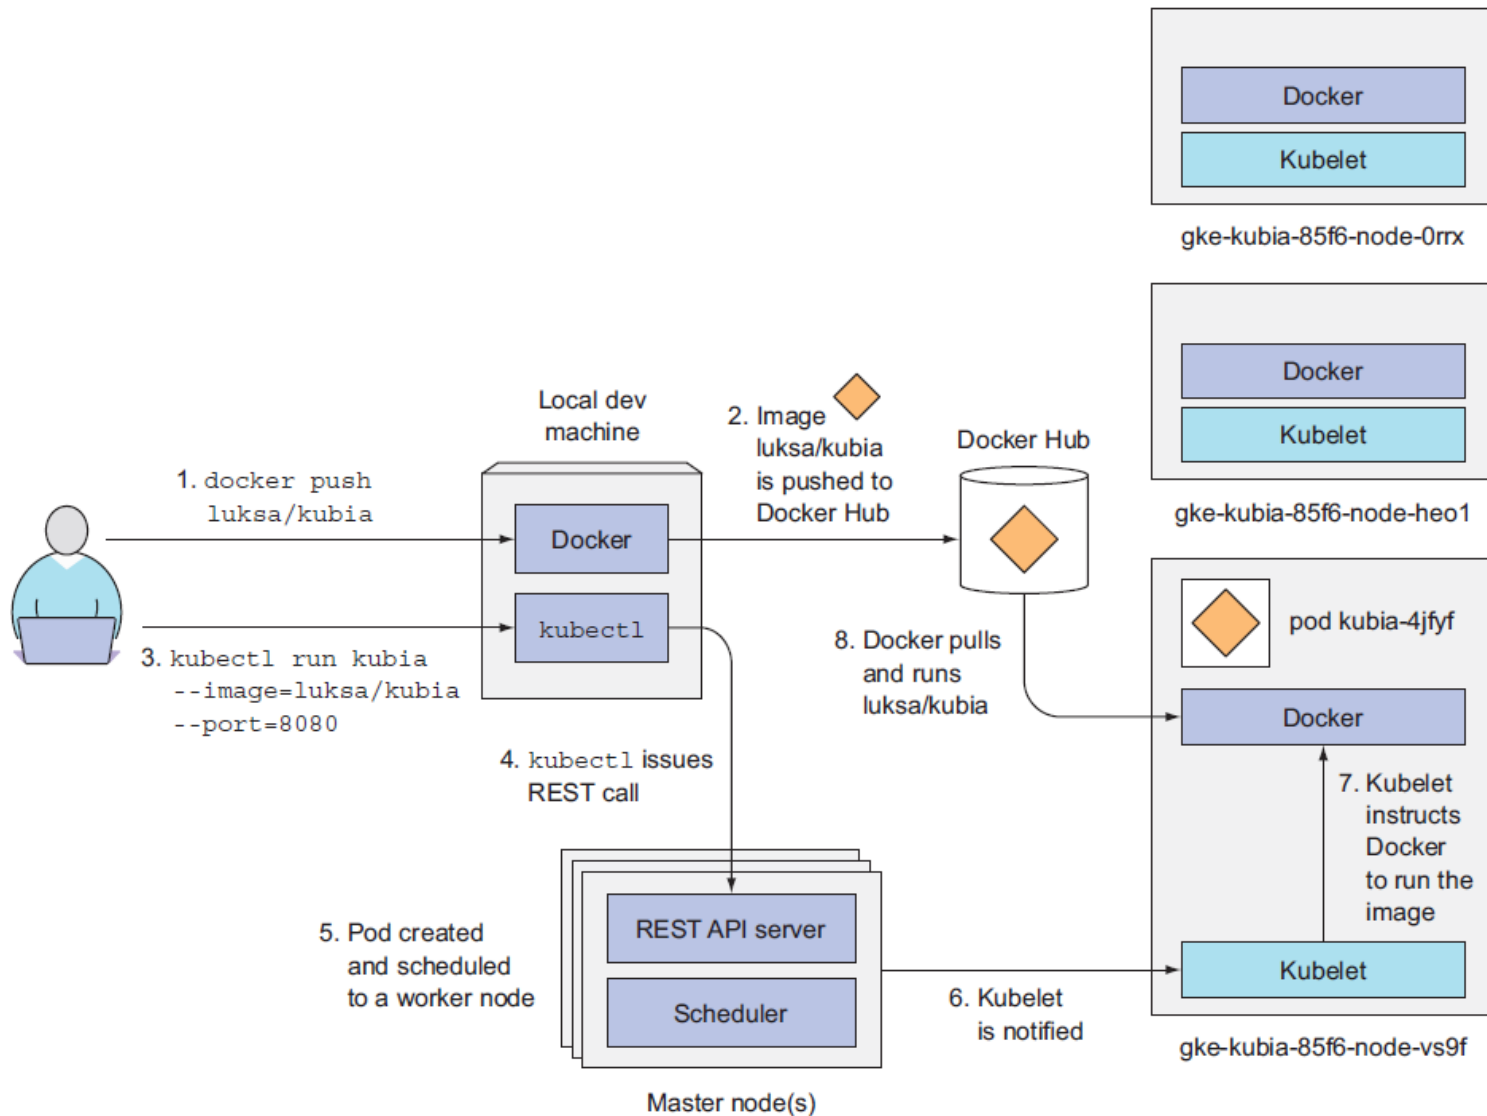 Docker
Kubelet
gke-kubia-85f6-node-0rrx
Docker
Kubelet
gke-kubia-85f6-node-heo1
Local dev
machine
1. docker push
luksa/kubia
Docker
kubectl
2. Image
luksa/kubia
is pushed to
Docker Hub
Docker Hub
3. kubectl run kubia
--image=luksa/kubia
--port=8080
4. kubectl issues
REST call
5. Pod created
and scheduled
to a worker node
REST API server
Scheduler
Master node(s)
6. Kubelet
is notified
pod kubia-4jfyf
Docker
7. Kubelet
instructs
Docker
to run the
image
Kubelet
gke-kubia-85f6-node-vs9f
8. Docker pulls
and runs
luksa/kubia